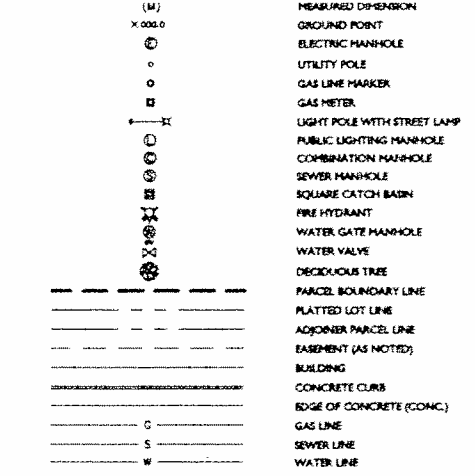 (M) MEASURED DIMENSION
×000.0 GROUND POINT
E ELECTRIC MANHOLE
UTILITY POLE
GAS LINE MARKER
GAS METER
LIGHT POLE WITH STREET LAMP
L PUBLIC LIGHTING MANHOLE
C COMBINATION MANHOLE
S SEWER MANHOLE
SQUARE CATCH BASIN
FIRE HYDRANT
WATER GATE MANHOLE
WATER VALVE
DECIDUOUS TREE
PARCEL BOUNDARY LINE
PLATTED LOT LINE
ADJOINER PARCEL LINE
EASEMENT (AS NOTED)
BUILDING
CONCRETE CURB
EDGE OF CONCRETE (CONC.)
G GAS LINE
S SEWER LINE
W WATER LINE